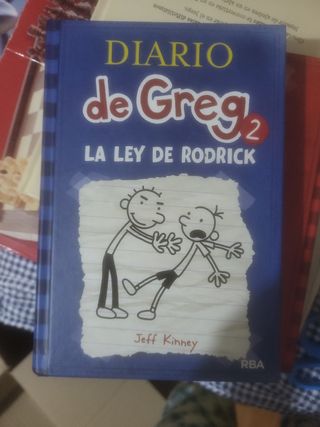 DIARIO
de Greg 2
LA LEY DE RODRICK
Jeff Kinney
RBA